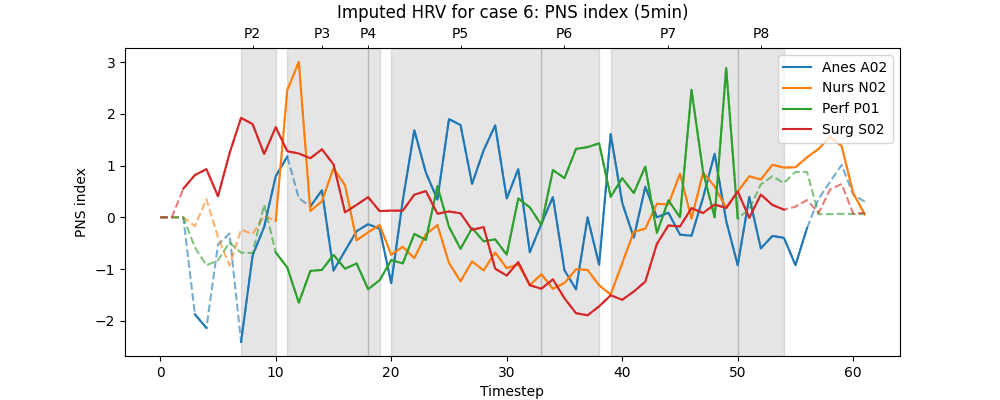 Imputed HRV for case 6: PNS index (5min)
P2 P3 P4 P5 P6 P7 P8
Anes A02
Nurs N02
Perf P01
Surg S02
3
2
1
0
−1
−2
PNS index
0 10 20 30 40 50 60
Timestep